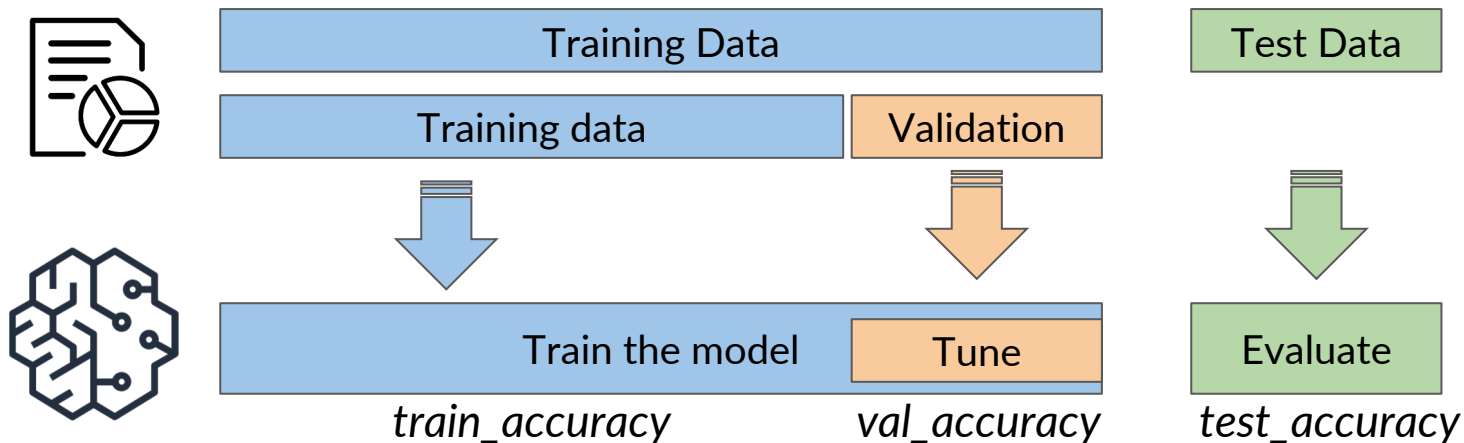 Training Data
Test Data
Training data
Validation
Train the model
Tune
Evaluate
train_accuracy
val_accuracy
test_accuracy